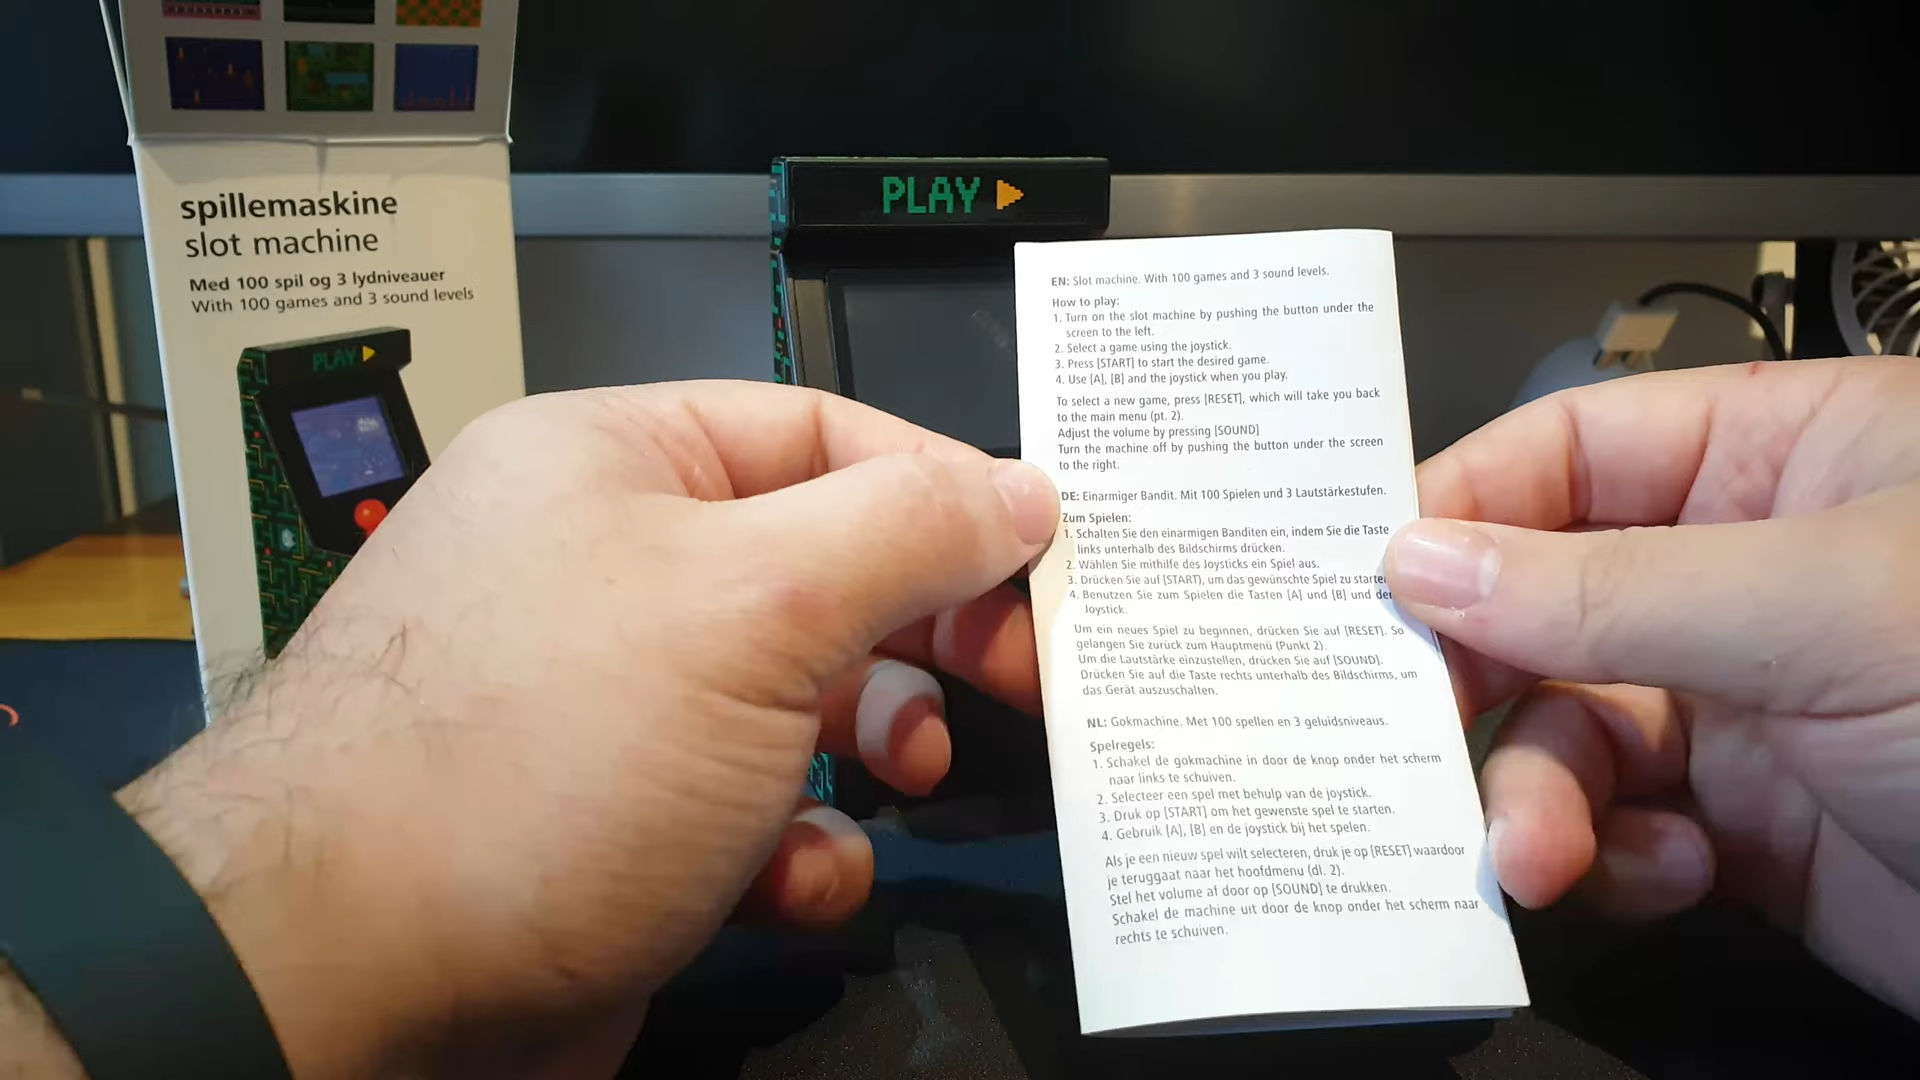 spillemaskine
slot machine
Med 100 spil og 3 lydniveauer
With 100 games and 3 sound levels
PLAY
PLAY
EN: Slot machine. With 100 games and 3 sound levels.
How to play:
1. Turn on the slot machine by pushing the button under the
screen to the left.
2. Select a game using the joystick.
3. Press [START] to start the desired game.
4. Use [A], [B] and the joystick when you play.
To select a new game, press [RESET], which will take you back
to the main menu (pt. 2).
Adjust the volume by pressing [SOUND]
Turn the machine off by pushing the button under the screen
to the right.
DE: Einarmiger Bandit. Mit 100 Spielen und 3 Lautstärkestufen.
Zum Spielen:
1. Schalten Sie den einarmigen Banditen ein, indem Sie die Taste
links unterhalb des Bildschirms drücken.
2. Wählen Sie mithilfe des Joysticks ein Spiel aus.
3. Drücken Sie auf [START], um das gewünschte Spiel zu starte
4. Benutzen Sie zum Spielen die Tasten [A] und [B] und der
Joystick.
Um ein neues Spiel zu beginnen, drücken Sie auf [RESET]. So
gelangen Sie zurück zum Hauptmenü (Punkt 2).
Um die Lautstärke einzustellen, drücken Sie auf [SOUND].
Drücken Sie auf die Taste rechts unterhalb des Bildschirms, um
das Gerät auszuschalten.
NL: Gokmachine. Met 100 spellen en 3 geluidsniveaus.
Spelregels:
1. Schakel de gokmachine in door de knop onder het scherm
naar links te schuiven.
2. Selecteer een spel met behulp van de joystick.
3. Druk op [START] om het gewenste spel te starten.
4. Gebruik [A], [B] en de joystick bij het spelen.
Als je een nieuw spel wilt selecteren, druk je op [RESET] waardoor
je teruggaat naar het hoofdmenu (dl. 2).
Stel het volume af door op [SOUND] te drukken.
Schakel de machine uit door de knop onder het scherm naar
rechts te schuiven.